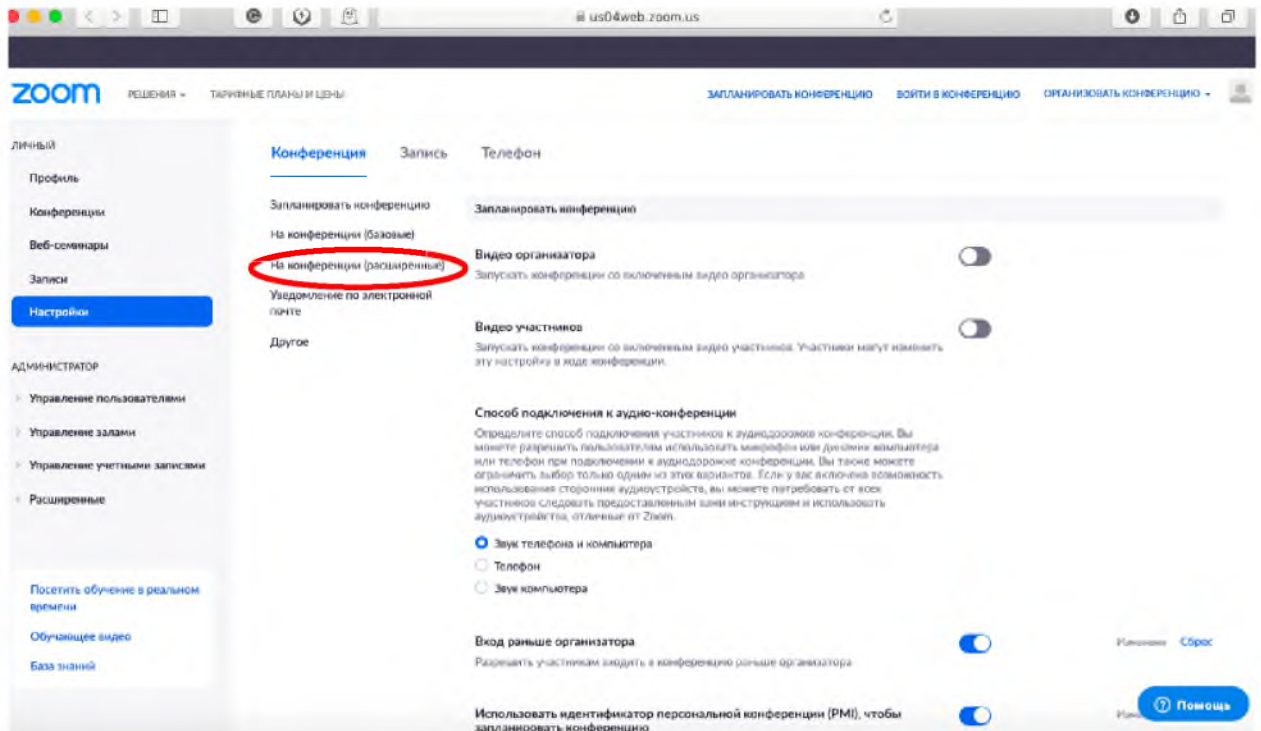 us04web.zoom.us
zoom
РЕШЕНИЯ
ТАРИФНЫЕ ПЛАНЫ И ЦЕНЫ
ЗАПЛАНИРОВАТЬ КОНФЕРЕНЦИЮ
ВОЙТИ В КОНФЕРЕНЦИЮ
ОРГАНИЗОВАТЬ КОНФЕРЕНЦИЮ
ЛИЧНЫЙ
Профиль
Конференции
Веб-семинары
Записи
Настройки
АДМИНИСТРАТОР
Управление пользователями
Управление залами
Управление учетными записями
Расширенные
Посетить обучение в реальном
времени
Обучающее видео
База знаний
Конференция
Запись
Телефон
Запланировать конференцию
На конференции (базовые)
На конференции (расширенные)
Уведомление по электронной
почте
Другое
Запланировать конференцию
Видео организатора
Запускать конференции со включенным видео организатора
Видео участников
Запускать конференции со включенным видео участников. Участники могут изменить
эту настройку в ходе конференции.
Способ подключения к аудио-конференции
Определите способ подключения участников к аудиодорожке конференции. Вы
можете разрешить пользователям использовать микрофон или динамик компьютера
или телефон при подключении к аудиодорожке конференции. Вы также можете
ограничить выбор только одним из этих вариантов. Если у вас включена возможность
использования сторонних аудиоустройств, вы можете потребовать от всех
участников следовать предоставленным вами инструкциям и использовать
аудиоустройства, отличные от Zoom.
Звук телефона и компьютера
Телефон
Звук компьютера
Вход раньше организатора
Изменено Сброс
Разрешить участникам входить в конференцию раньше организатора
Использовать идентификатор персональной конференции (PMI), чтобы
запланировать конференцию
Помощь